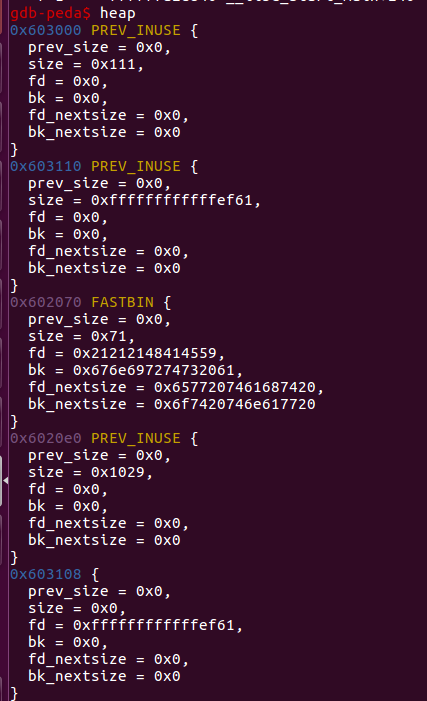 gdb-peda$ heap
0x603000 PREV_INUSE {
  prev_size = 0x0,
  size = 0x111,
  fd = 0x0,
  bk = 0x0,
  fd_nextsize = 0x0,
  bk_nextsize = 0x0
}
0x603110 PREV_INUSE {
  prev_size = 0x0,
  size = 0xffffffffffffef61,
  fd = 0x0,
  bk = 0x0,
  fd_nextsize = 0x0,
  bk_nextsize = 0x0
}
0x602070 FASTBIN {
  prev_size = 0x0,
  size = 0x71,
  fd = 0x21212148414559,
  bk = 0x676e697274732061,
  fd_nextsize = 0x6577207461687420,
  bk_nextsize = 0x6f7420746e617720
}
0x6020e0 PREV_INUSE {
  prev_size = 0x0,
  size = 0x1029,
  fd = 0x0,
  bk = 0x0,
  fd_nextsize = 0x0,
  bk_nextsize = 0x0
}
0x603108 {
  prev_size = 0x0,
  size = 0x0,
  fd = 0xffffffffffffef61,
  bk = 0x0,
  fd_nextsize = 0x0,
  bk_nextsize = 0x0
}